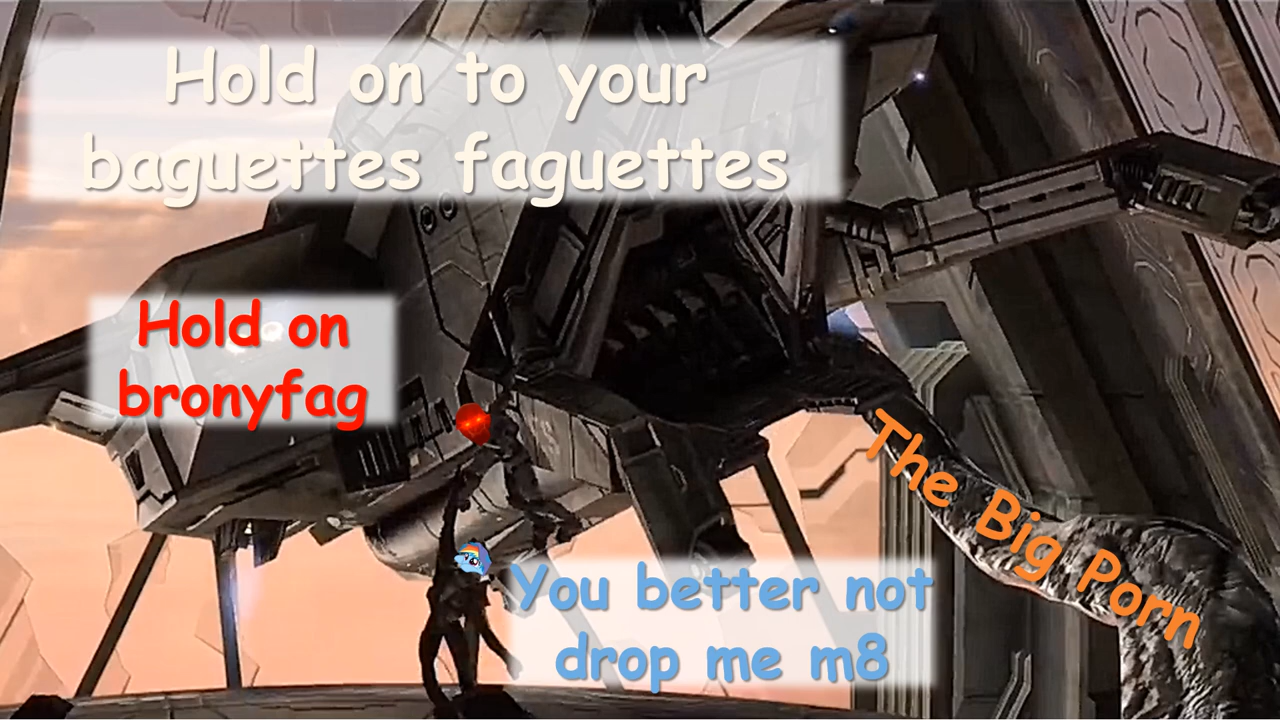 Hold on to your
baguettes faguettes
Hold on
bronyfag
The Big Porn
You better not
drop me m8